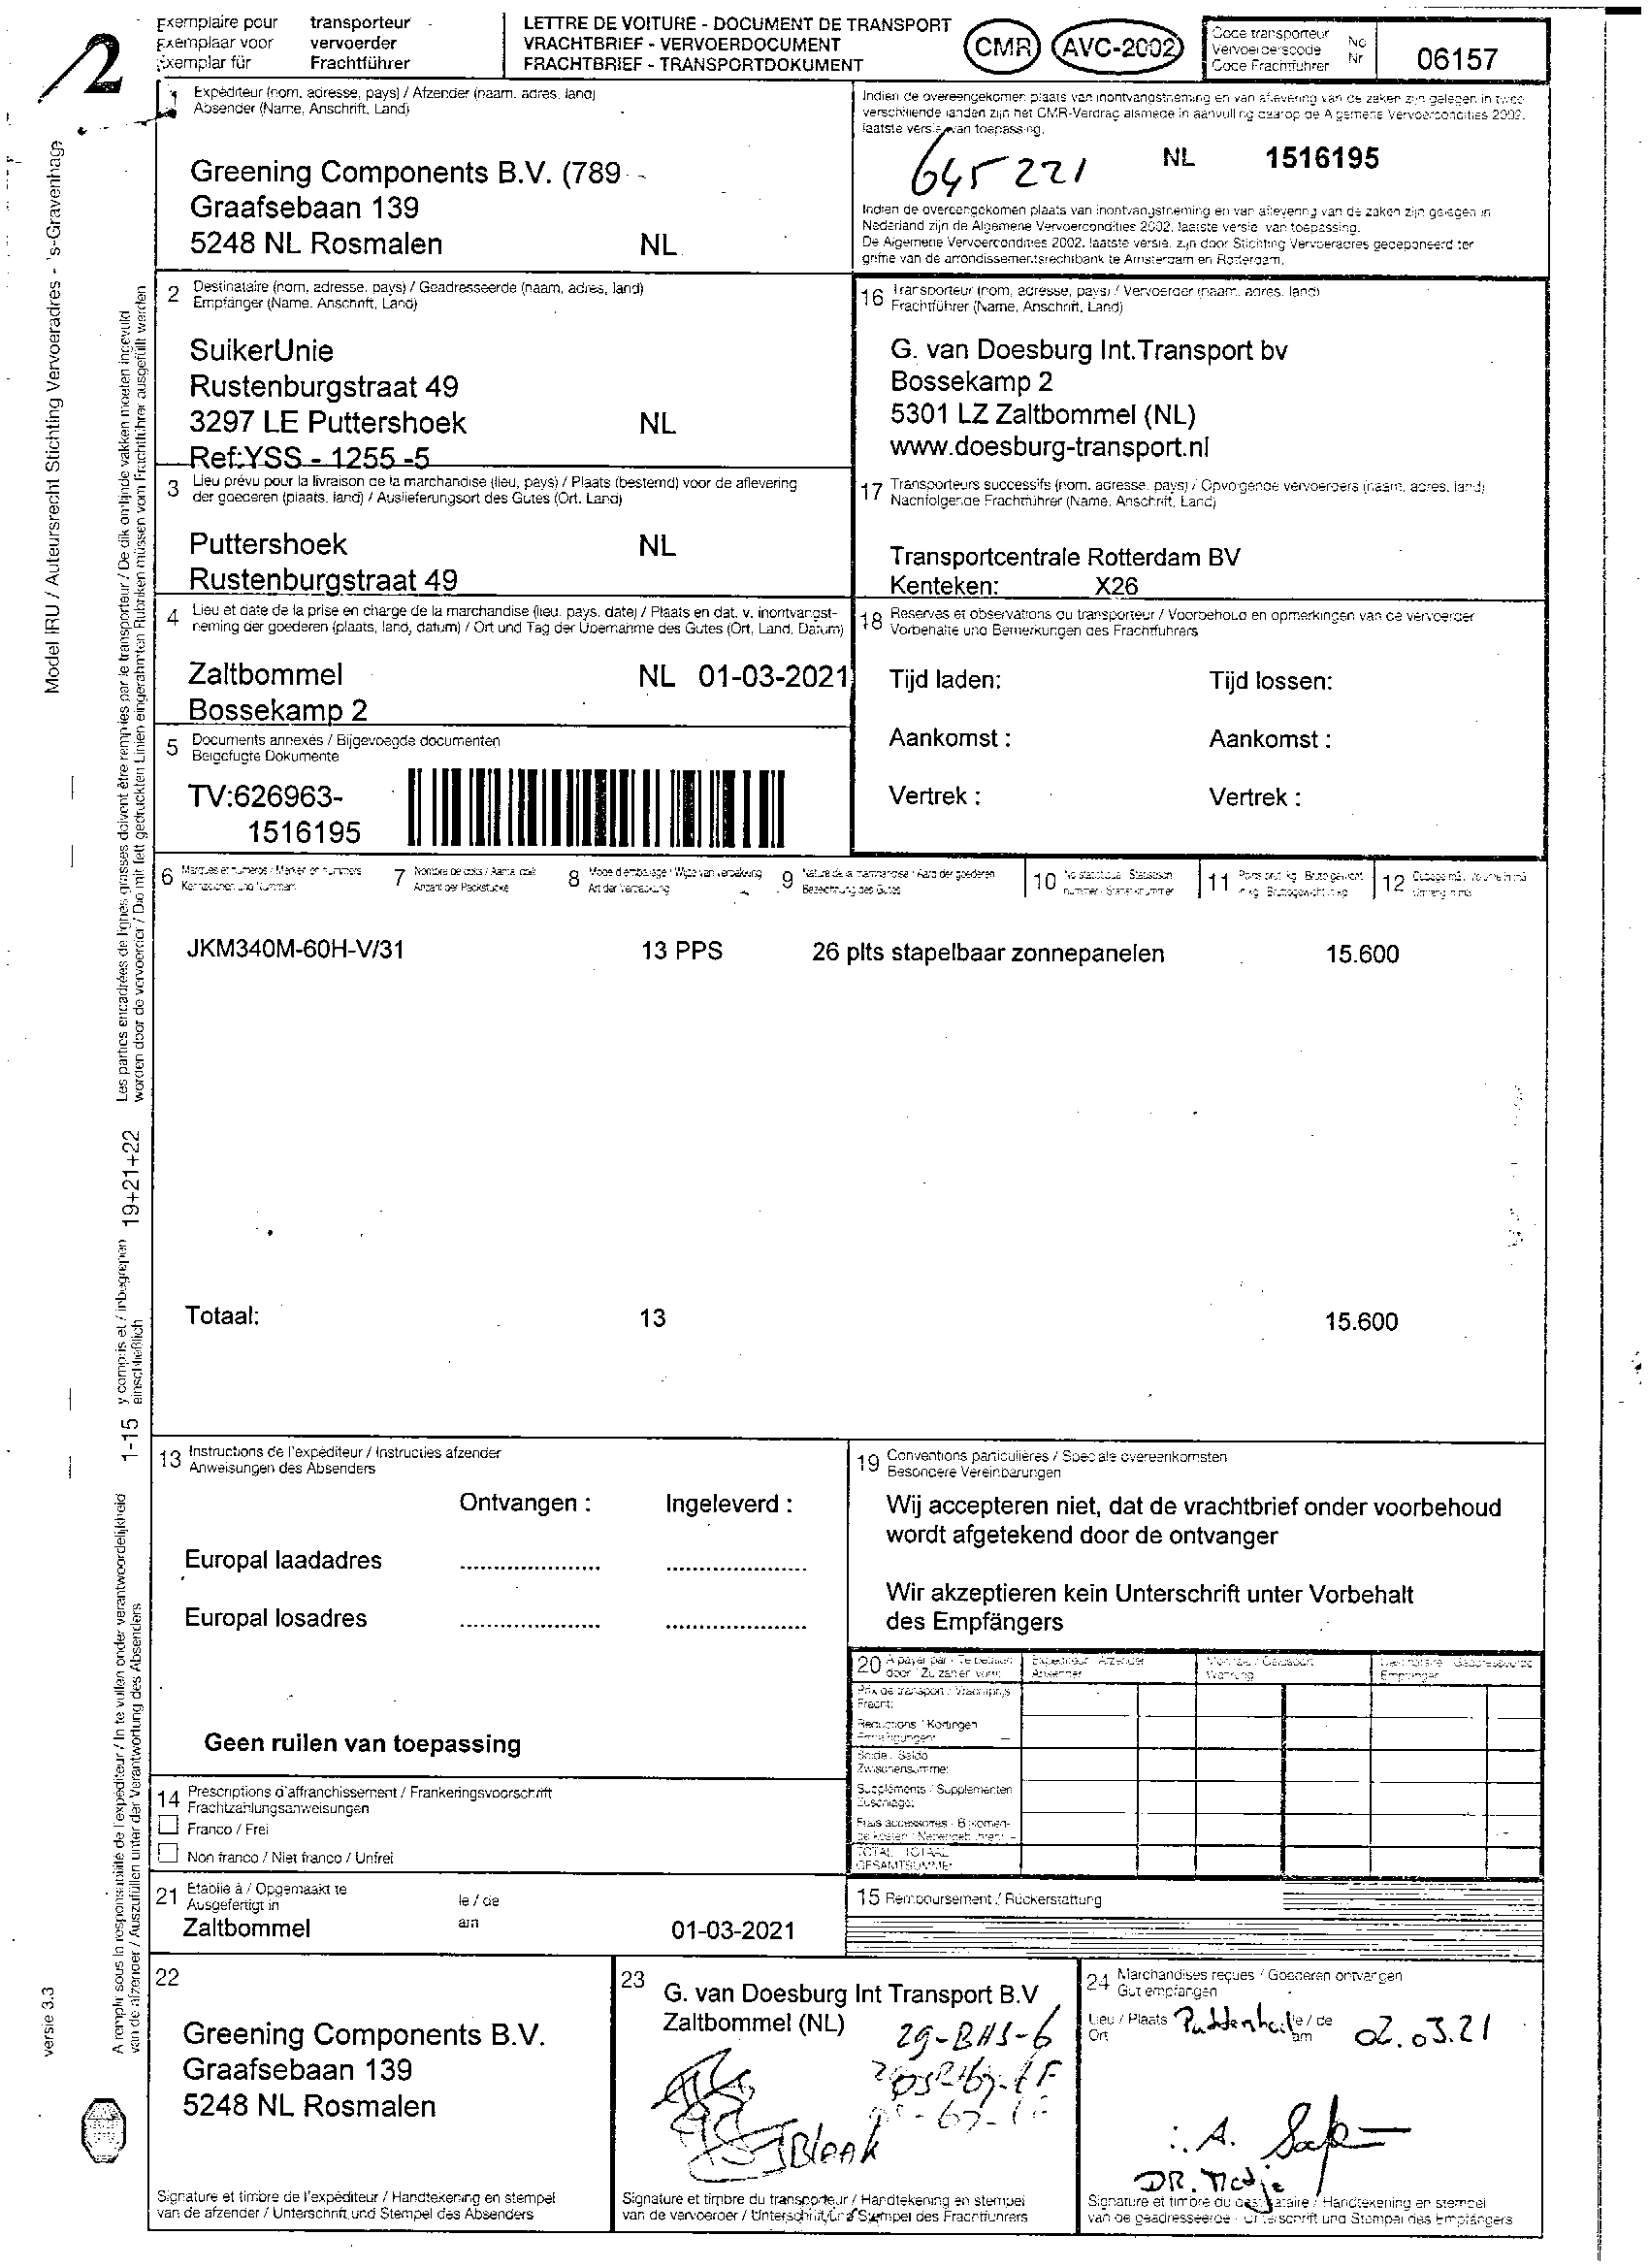 2
Exemplaire pour transporteur
Exemplaar voor vervoerder
Exemplar für Frachtführer
LETTRE DE VOITURE - DOCUMENT DE TRANSPORT
VRACHTBRIEF - VERVOERDOCUMENT
FRACHTBRIEF - TRANSPORTDOKUMENT
CMR
AVC-2002
Code transporteur No
Vervoerderscode Nr
Code Frachtführer
06157
1 Expéditeur (nom, adresse, pays) / Afzender (naam, adres, land)
Absender (Name, Anschrift, Land)
Greening Components B.V. (789
Graafsebaan 139
5248 NL Rosmalen NL
Indien de overeengekomen plaats van inontvangstneming en van aflevering van de zaken zijn gelegen in twee
verschillende landen zijn het CMR-Verdrag alsmede in aanvulling daarop de Algemene Vervoercondities 2002,
laatste versie van toepassing.
645221
NL 1516195
Indien de overeengekomen plaats van inontvangstneming en van aflevering van de zaken zijn gelegen in
Nederland zijn de Algemene Vervoercondities 2002, laatste versie van toepassing.
De Algemene Vervoercondities 2002, laatste versie, zijn door Stichting Vervoeradres gedeponeerd ter
griffie van de arrondissementsrechtbank te Amsterdam en Rotterdam.
2 Destinataire (nom, adresse, pays) / Geadresseerde (naam, adres, land)
Empfänger (Name, Anschrift, Land)
SuikerUnie
Rustenburgstraat 49
3297 LE Puttershoek NL
Ref:YSS - 1255 -5
16 Transporteur (nom, adresse, pays) / Vervoerder (naam, adres, land)
Frachtführer (Name, Anschrift, Land)
G. van Doesburg Int.Transport bv
Bossekamp 2
5301 LZ Zaltbommel (NL)
www.doesburg-transport.nl
3 Lieu prévu pour la livraison de la marchandise (lieu, pays) / Plaats (bestemd) voor de aflevering
der goederen (plaats, land) / Auslieferungsort des Gutes (Ort, Land)
Puttershoek NL
Rustenburgstraat 49
17 Transporteurs successifs (nom, adresse, pays) / Opvolgende vervoerders (naam, adres, land)
Nachfolgende Frachtführer (Name, Anschrift, Land)
Transportcentrale Rotterdam BV
Kenteken: X26
4 Lieu et date de la prise en charge de la marchandise (lieu, pays, date) / Plaats en dat. v. inontvangst-
neming der goederen (plaats, land, datum) / Ort und Tag der Übernahme des Gutes (Ort, Land, Datum)
Zaltbommel NL 01-03-2021
Bossekamp 2
18 Reserves et observations du transporteur / Voorbehoud en opmerkingen van de vervoerder
Vorbehalte und Bemerkungen des Frachtführers
Tijd laden: Tijd lossen:
Aankomst : Aankomst :
Vertrek : Vertrek :
5 Documents annexés / Bijgevoegde documenten
Beigefügte Dokumente
TV:626963-
1516195
6 Marques et numéros / Merken en nummers
Kennzeichen und Nummern
7 Nombre de colis / Aantal colli
Anzahl der Packstücke
8 Mode d'emballage / Wijze van verpakking
Art der Verpackung
9 Nature de la marchandise / Aard der goederen
Bezeichnung des Gutes
10 No statistique / Statistisch
nummer / Statistiknummer
11 Poids brut, kg / Bruto gewicht
kg / Bruttogewicht, kg
12 Cubage m3 / Volume in m3
Umfang in m3
JKM340M-60H-V/31 13 PPS 26 plts stapelbaar zonnepanelen 15.600
Totaal: 13 15.600
13 Instructions de l'expéditeur / Instructies afzender
Anweisungen des Absenders
Ontvangen : Ingeleverd :
Europal laadadres .................... ....................
Europal losadres .................... ....................
Geen ruilen van toepassing
19 Conventions particulières / Speciale overeenkomsten
Besondere Vereinbarungen
Wij accepteren niet, dat de vrachtbrief onder voorbehoud
wordt afgetekend door de ontvanger
Wir akzeptieren kein Unterschrift unter Vorbehalt
des Empfängers
20 A payer par / Te betalen
door / Zu zahlen vom:
Expéditeur / Afzender
Absender
Währung
Empfänger
Prix de transport / Vrachtprijs
Fracht:
Reductions / Kortingen
Ermäßigungen:
Solde / Saldo
Zwischensumme:
Suppléments / Supplementen
Zuschläge:
Frais accessoires / Bijkomen-
de kosten / Nebengebühren:
TOTAL / TOTAAL
GESAMTSUMME:
14 Prescriptions d'affranchissement / Frankeringsvoorschrift
Frachtzahlungsanweisungen
Franco / Frei
Non franco / Niet franco / Unfrei
21 Etablie à / Opgemaakt te le / de
Ausgefertigt in am
Zaltbommel 01-03-2021
15 Remboursement / Rückerstattung
22
Greening Components B.V.
Graafsebaan 139
5248 NL Rosmalen
Signature et timbre de l'expéditeur / Handtekening en stempel
van de afzender / Unterschrift und Stempel des Absenders
23
G. van Doesburg Int Transport B.V
Zaltbommel (NL)
29-BHS-6
Blaak
Signature et timbre du transporteur / Handtekening en stempel
van de vervoerder / Unterschrift und Stempel des Frachtführers
24 Marchandises reçues / Goederen ontvangen
Gut empfangen
Lieu / Plaats le / de
Ort am
02.03.21
A.
DR.
Signature et timbre du destinataire / Handtekening en stempel
van de geadresseerde / Unterschrift und Stempel des Empfängers
Model IRU / Auteursrecht Stichting Vervoeradres - 's-Gravenhage
Les parties encadrées de lignes grasses doivent être remplies par le transporteur / De dik omlijnde vakken moeten ingevuld
worden door de vervoerder / Die mit fett gedruckten Linien eingerahmten Rubriken müssen vom Frachtführer ausgefüllt werden
1-15 y compris et / inbegrepen 19+21+22
einschließlich
A remplir sous la responsabilité de l'expéditeur / In te vullen onder verantwoordelijkheid
van de afzender / Auszufüllen unter der Verantwortung des Absenders
versie 3.3